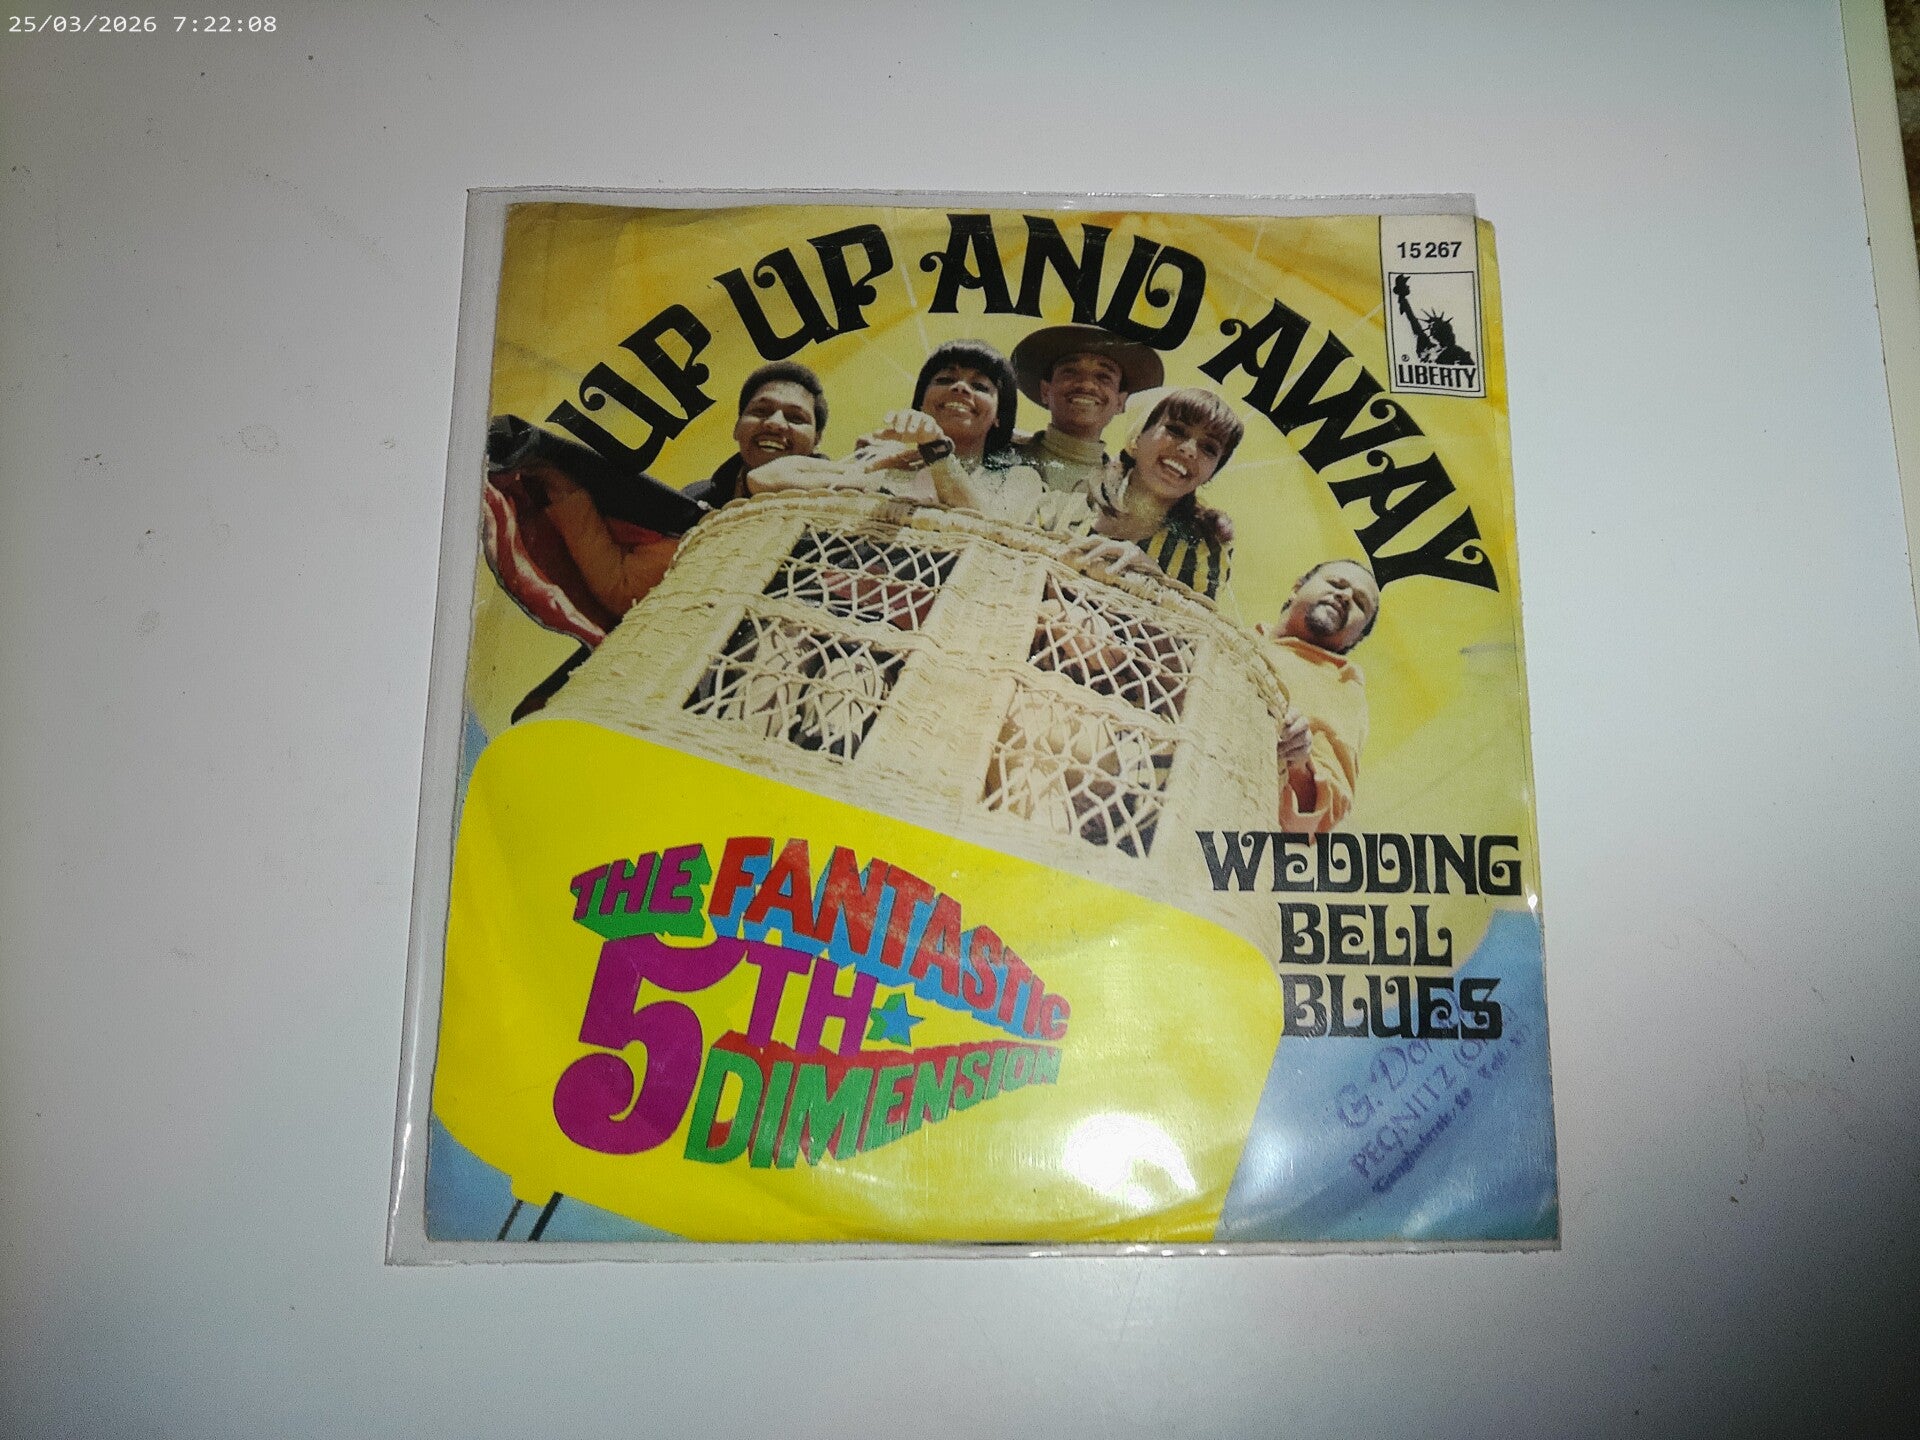 25/03/2026 7:22:08
UP UP AND AWAY
15 267
®
LIBERTY
THE FANTASTIC
5TH
DIMENSION
WEDDING
BELL
BLUES
G. Dor
PEGNITZ